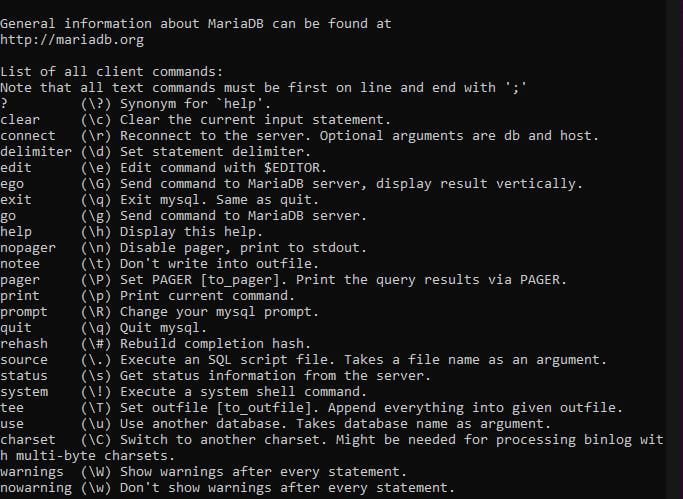 General information about MariaDB can be found at
http://mariadb.org
List of all client commands:
Note that all text commands must be first on line and end with ';'
?         (\?) Synonym for `help'.
clear     (\c) Clear the current input statement.
connect   (\r) Reconnect to the server. Optional arguments are db and host.
delimiter (\d) Set statement delimiter.
edit      (\e) Edit command with $EDITOR.
ego       (\G) Send command to MariaDB server, display result vertically.
exit      (\q) Exit mysql. Same as quit.
go        (\g) Send command to MariaDB server.
help      (\h) Display this help.
nopager   (\n) Disable pager, print to stdout.
notee     (\t) Don't write into outfile.
pager     (\P) Set PAGER [to_pager]. Print the query results via PAGER.
print     (\p) Print current command.
prompt    (\R) Change your mysql prompt.
quit      (\q) Quit mysql.
rehash    (\#) Rebuild completion hash.
source    (\.) Execute an SQL script file. Takes a file name as an argument.
status    (\s) Get status information from the server.
system    (\!) Execute a system shell command.
tee       (\T) Set outfile [to_outfile]. Append everything into given outfile.
use       (\u) Use another database. Takes database name as argument.
charset   (\C) Switch to another charset. Might be needed for processing binlog wit
h multi-byte charsets.
warnings  (\W) Show warnings after every statement.
nowarning (\w) Don't show warnings after every statement.